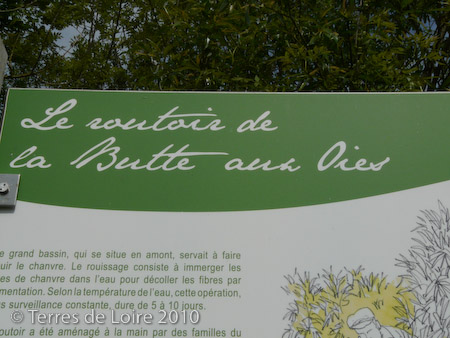 Le routoir de
la Butte aux Oies
e grand bassin, qui se situe en amont, servait à faire
uir le chanvre. Le rouissage consiste à immerger les
es de chanvre dans l'eau pour décoller les fibres par
mentation. Selon la température de l'eau, cette opération,
s surveillance constante, dure de 5 à 10 jours.
outoir a été aménagé à la main par des familles du
© Terres de Loire 2010